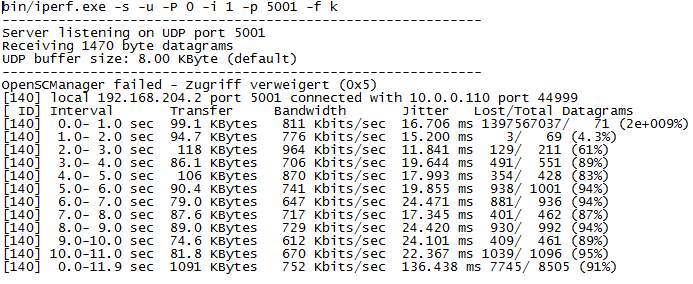 bin/iperf.exe -s -u -P 0 -i 1 -p 5001 -f k
------------------------------------------------------------
Server listening on UDP port 5001
Receiving 1470 byte datagrams
UDP buffer size: 8.00 KByte (default)
------------------------------------------------------------
OpenSCManager failed - Zugriff verweigert (0x5)
[140] local 192.168.204.2 port 5001 connected with 10.0.0.110 port 44999
[ ID] Interval       Transfer     Bandwidth       Jitter   Lost/Total Datagrams
[140]  0.0- 1.0 sec  99.1 KBytes   811 Kbits/sec  16.706 ms 1397567037/   71 (2e+009%)
[140]  1.0- 2.0 sec  94.7 KBytes   776 Kbits/sec  15.200 ms    3/   69 (4.3%)
[140]  2.0- 3.0 sec   118 KBytes   964 Kbits/sec  11.841 ms  129/  211 (61%)
[140]  3.0- 4.0 sec  86.1 KBytes   706 Kbits/sec  19.644 ms  491/  551 (89%)
[140]  4.0- 5.0 sec   106 KBytes   870 Kbits/sec  17.993 ms  354/  428 (83%)
[140]  5.0- 6.0 sec  90.4 KBytes   741 Kbits/sec  19.855 ms  938/ 1001 (94%)
[140]  6.0- 7.0 sec  79.0 KBytes   647 Kbits/sec  24.471 ms  881/  936 (94%)
[140]  7.0- 8.0 sec  87.6 KBytes   717 Kbits/sec  17.345 ms  401/  462 (87%)
[140]  8.0- 9.0 sec  89.0 KBytes   729 Kbits/sec  24.420 ms  930/  992 (94%)
[140]  9.0-10.0 sec  74.6 KBytes   612 Kbits/sec  24.101 ms  409/  461 (89%)
[140] 10.0-11.0 sec  81.8 KBytes   670 Kbits/sec  22.367 ms 1039/ 1096 (95%)
[140]  0.0-11.9 sec  1091 KBytes   752 Kbits/sec  136.438 ms 7745/ 8505 (91%)